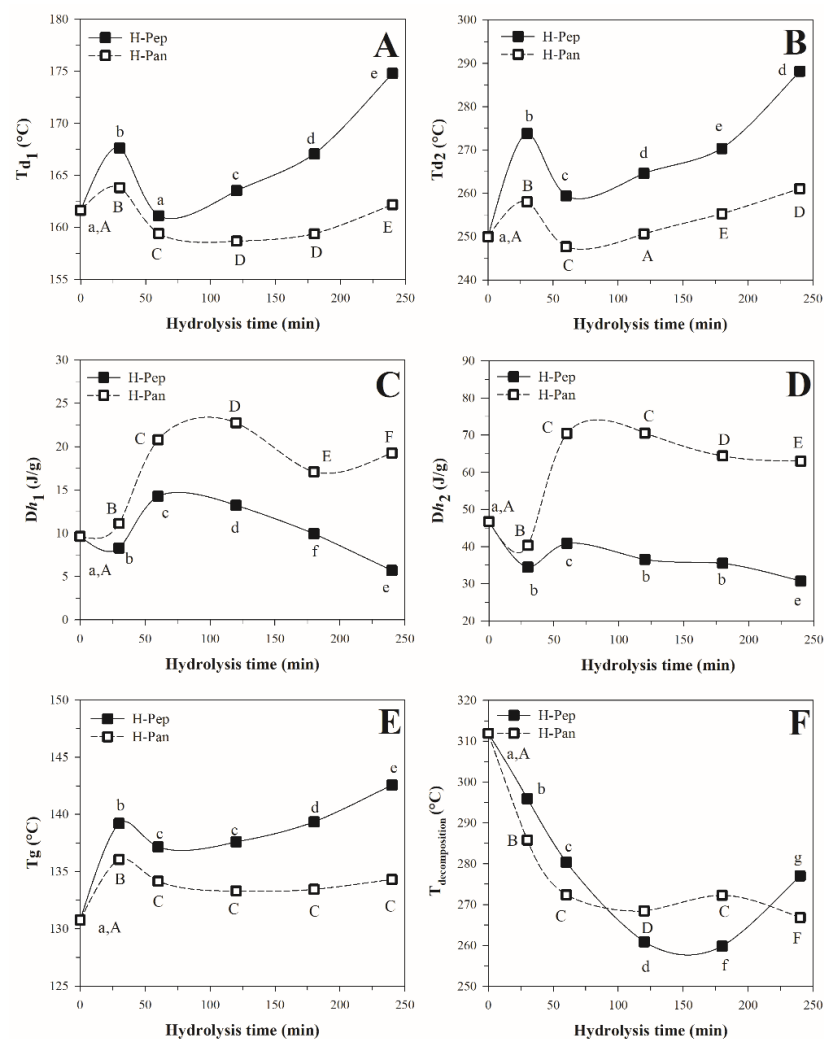 A
H-Pep
H-Pan
Td1 (°C)
180
175
170
165
160
155
a,A
b
B
a
C
c
D
d
D
e
E
0 50 100 150 200 250
Hydrolysis time (min)
B
H-Pep
H-Pan
Td2 (°C)
300
290
280
270
260
250
240
a,A
b
B
c
C
d
A
e
E
d
D
0 50 100 150 200 250
Hydrolysis time (min)
C
H-Pep
H-Pan
Dh1 (J/g)
30
25
20
15
10
5
0
a,A
B
b
C
c
D
d
E
f
F
e
0 50 100 150 200 250
Hydrolysis time (min)
D
H-Pep
H-Pan
Dh2 (J/g)
90
80
70
60
50
40
30
20
a,A
B
b
C
c
C
b
D
b
E
e
0 50 100 150 200 250
Hydrolysis time (min)
E
H-Pep
H-Pan
Tg (°C)
150
145
140
135
130
125
a,A
b
B
c
C
c
C
d
C
e
C
0 50 100 150 200 250
Hydrolysis time (min)
F
H-Pep
H-Pan
Tdecomposition (°C)
320
310
300
290
280
270
260
250
a,A
b
B
c
C
D
d
C
f
g
F
0 50 100 150 200 250
Hydrolysis time (min)